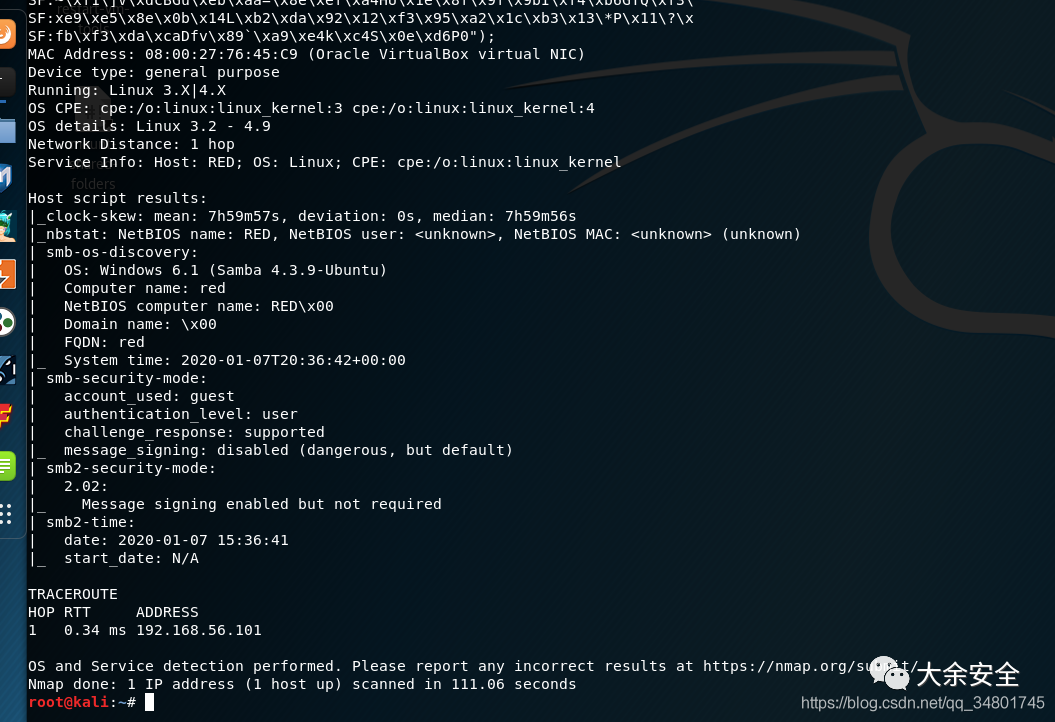 SF:xe9\xe5\x8e\x0b\x14L\xb2\xda\x92\x12\xf3\x95\xa2\x1c\xb3\x13\*P\x11\?\x
SF:fb\xf3\xda\xcaDfv\x89`\xa9\xe4k\xc4S\x0e\xd6P0");
MAC Address: 08:00:27:76:45:C9 (Oracle VirtualBox virtual NIC)
Device type: general purpose
Running: Linux 3.X|4.X
OS CPE: cpe:/o:linux:linux_kernel:3 cpe:/o:linux:linux_kernel:4
OS details: Linux 3.2 - 4.9
Network Distance: 1 hop
Service Info: Host: RED; OS: Linux; CPE: cpe:/o:linux:linux_kernel
folders
Host script results:
|_clock-skew: mean: 7h59m57s, deviation: 0s, median: 7h59m56s
|_nbstat: NetBIOS name: RED, NetBIOS user: <unknown>, NetBIOS MAC: <unknown> (unknown)
| smb-os-discovery:
|   OS: Windows 6.1 (Samba 4.3.9-Ubuntu)
|   Computer name: red
|   NetBIOS computer name: RED\x00
|   Domain name: \x00
|   FQDN: red
|_  System time: 2020-01-07T20:36:42+00:00
| smb-security-mode:
|   account_used: guest
|   authentication_level: user
|   challenge_response: supported
|_  message_signing: disabled (dangerous, but default)
| smb2-security-mode:
|   2.02:
|_    Message signing enabled but not required
| smb2-time:
|   date: 2020-01-07 15:36:41
|_  start_date: N/A
TRACEROUTE
HOP RTT     ADDRESS
1   0.34 ms 192.168.56.101
OS and Service detection performed. Please report any incorrect results at https://nmap.org/submit/
Nmap done: 1 IP address (1 host up) scanned in 111.06 seconds
root@kali:~#
大余安全
https://blog.csdn.net/qq_34801745